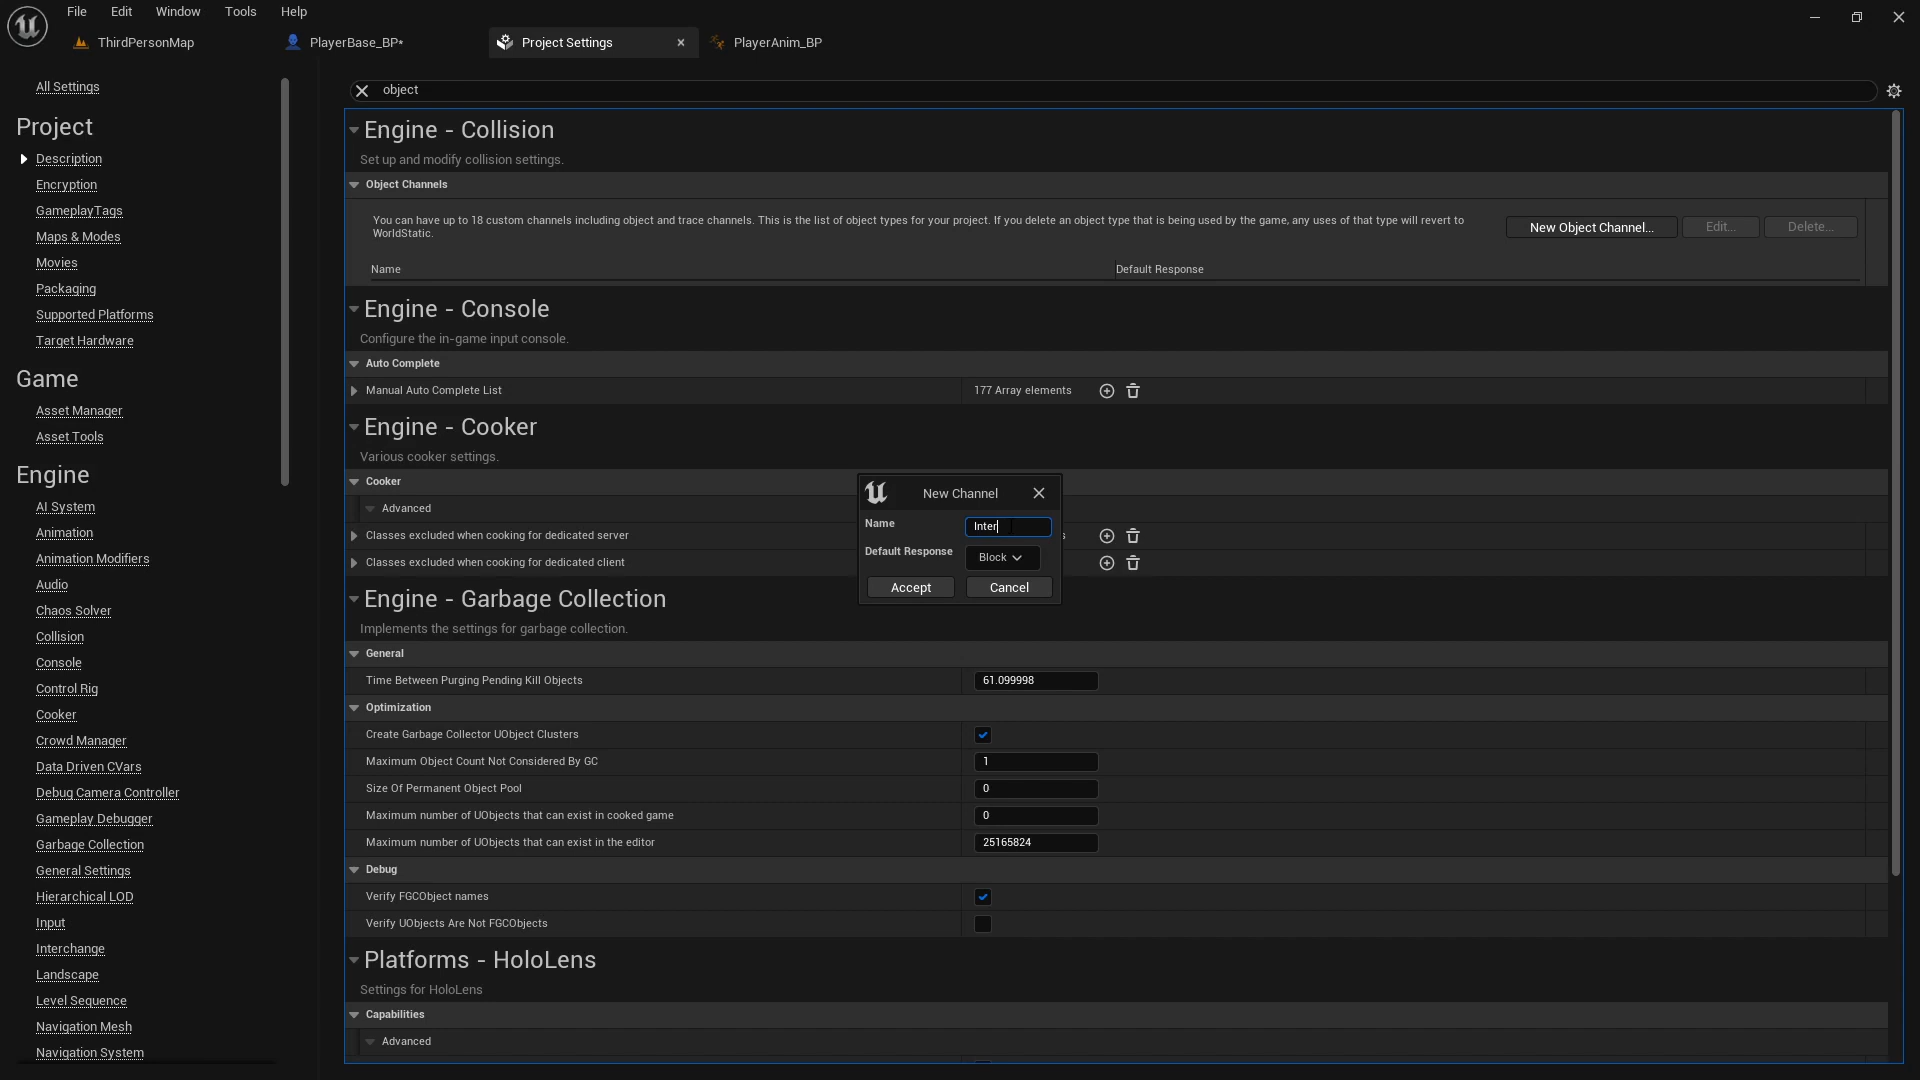 File Edit Window Tools Help
ThirdPersonMap PlayerBase_BP* Project Settings PlayerAnim_BP
All Settings
Project
Description
Encryption
GameplayTags
Maps & Modes
Movies
Packaging
Supported Platforms
Target Hardware
Game
Asset Manager
Asset Tools
Engine
AI System
Animation
Animation Modifiers
Audio
Chaos Solver
Collision
Console
Control Rig
Cooker
Crowd Manager
Data Driven CVars
Debug Camera Controller
Gameplay Debugger
Garbage Collection
General Settings
Hierarchical LOD
Input
Interchange
Landscape
Level Sequence
Navigation Mesh
Navigation System
object
Engine - Collision
Set up and modify collision settings.
Object Channels
You can have up to 18 custom channels including object and trace channels. This is the list of object types for your project. If you delete an object type that is being used by the game, any uses of that type will revert to
WorldStatic.
New Object Channel... Edit... Delete...
Name Default Response
Engine - Console
Configure the in-game input console.
Auto Complete
Manual Auto Complete List 177 Array elements
Engine - Cooker
Various cooker settings.
Cooker
Advanced
Classes excluded when cooking for dedicated server s
Classes excluded when cooking for dedicated client
New Channel
Name Inter
Default Response Block
Accept Cancel
Engine - Garbage Collection
Implements the settings for garbage collection.
General
Time Between Purging Pending Kill Objects 61.099998
Optimization
Create Garbage Collector UObject Clusters
Maximum Object Count Not Considered By GC 1
Size Of Permanent Object Pool 0
Maximum number of UObjects that can exist in cooked game 0
Maximum number of UObjects that can exist in the editor 25165824
Debug
Verify FGCObject names
Verify UObjects Are Not FGCObjects
Platforms - HoloLens
Settings for HoloLens
Capabilities
Advanced